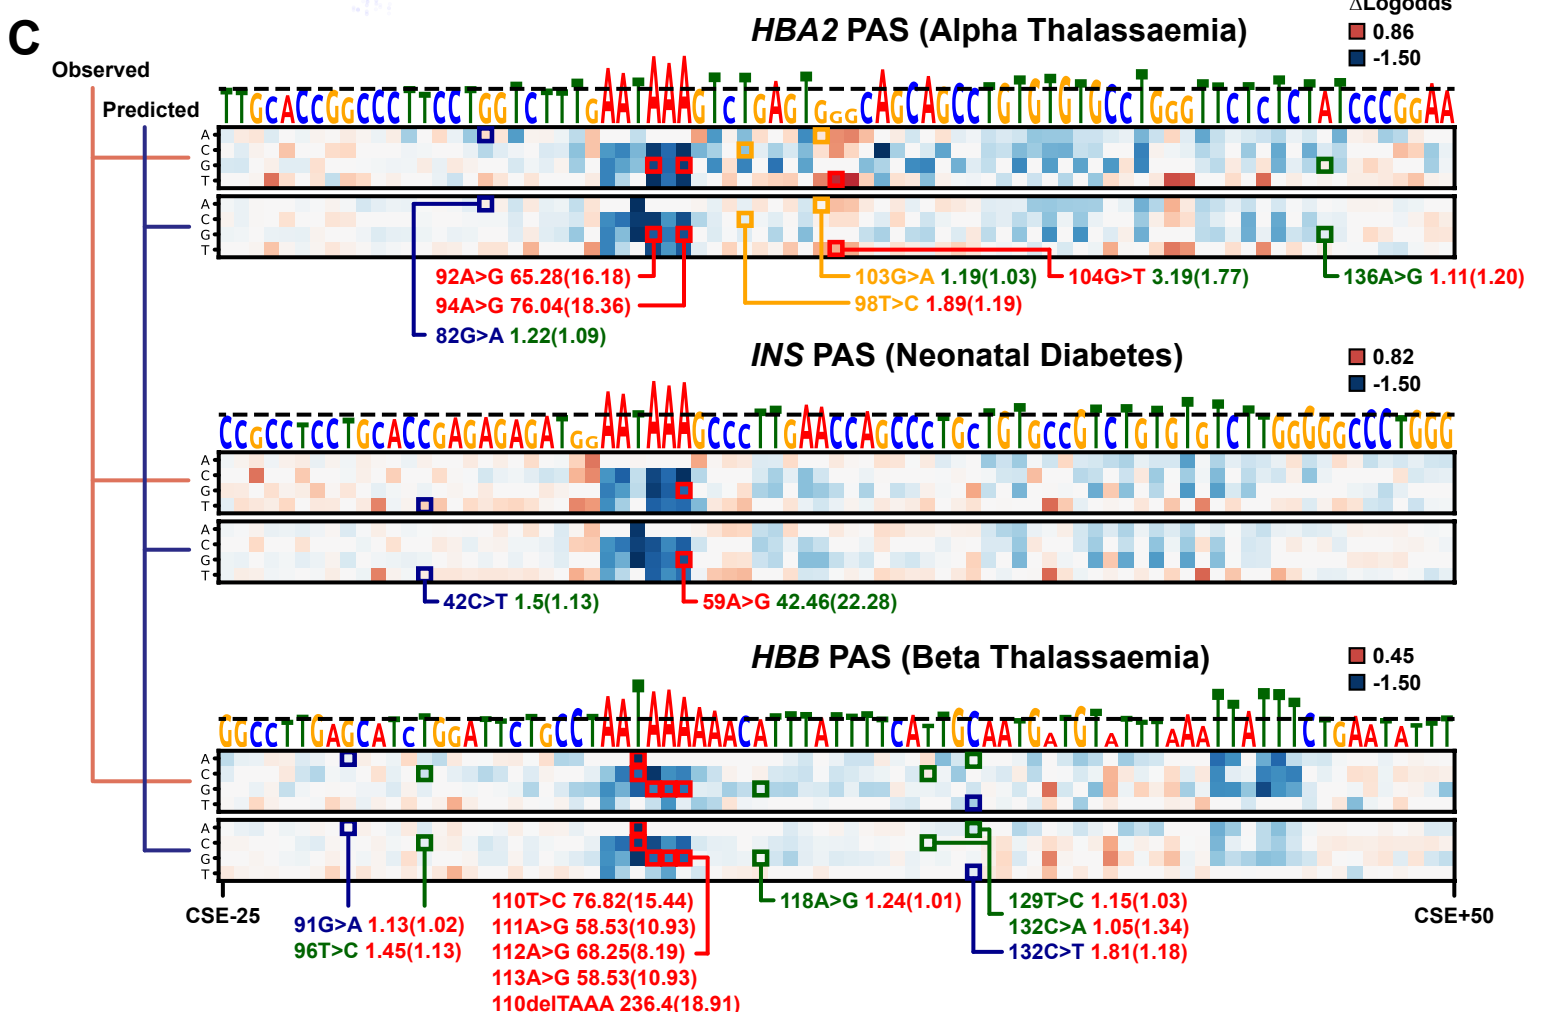 C
ΔLogodds
HBA2 PAS (Alpha Thalassaemia)
0.86
-1.50
Observed
Predicted
TTGCACCGGCCCTTCCTGGTCTTTGAATAAAGTCTGAGTGGGCAGCAGCCTGTGTGTGCCTGGGTTCTCTCTATCCCGGAA
A
C
G
T
A
C
G
T
92A>G 65.28(16.18)
103G>A 1.19(1.03)
104G>T 3.19(1.77)
136A>G 1.11(1.20)
94A>G 76.04(18.36)
98T>C 1.89(1.19)
82G>A 1.22(1.09)
INS PAS (Neonatal Diabetes)
0.82
-1.50
CCGCCTCCTGCACCGAGAGAGATGGAATAAAGCCCTTGAACCAGCCCTGCTGTGCCGTCTGTGTGTCTTGGGGGCCCTGGG
A
C
G
T
A
C
G
T
42C>T 1.5(1.13)
59A>G 42.46(22.28)
HBB PAS (Beta Thalassaemia)
0.45
-1.50
GGCCTTGAGCATCTGGATTCTGCCTAATAAAAAACATTTATTTTCATTGCAATGATGTATTTAAATTATTTCTGAATATTT
A
C
G
T
A
C
G
T
CSE-25
CSE+50
91G>A 1.13(1.02)
96T>C 1.45(1.13)
110T>C 76.82(15.44)
111A>G 58.53(10.93)
112A>G 68.25(8.19)
113A>G 58.53(10.93)
110delTAAA 236.4(18.91)
118A>G 1.24(1.01)
129T>C 1.15(1.03)
132C>A 1.05(1.34)
132C>T 1.81(1.18)